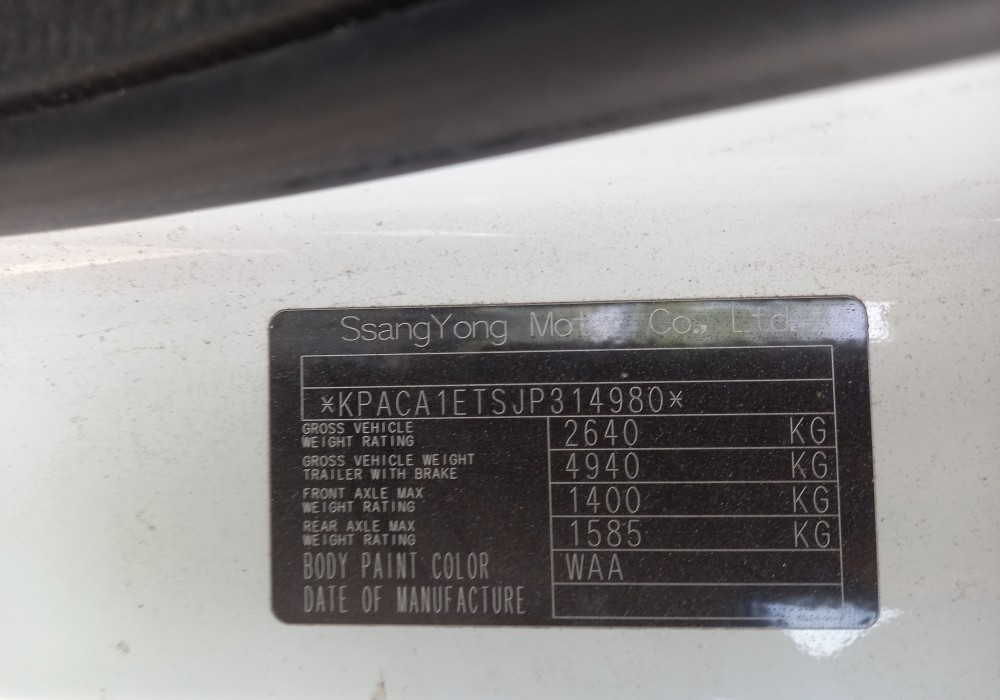 SsangYong Motor Co., Ltd.
*KPACA1ETSJP314980*
GROSS VEHICLE WEIGHT RATING 2640 KG
GROSS VEHICLE WEIGHT TRAILER WITH BRAKE 4940 KG
FRONT AXLE MAX WEIGHT RATING 1400 KG
REAR AXLE MAX WEIGHT RATING 1585 KG
BODY PAINT COLOR WAA
DATE OF MANUFACTURE